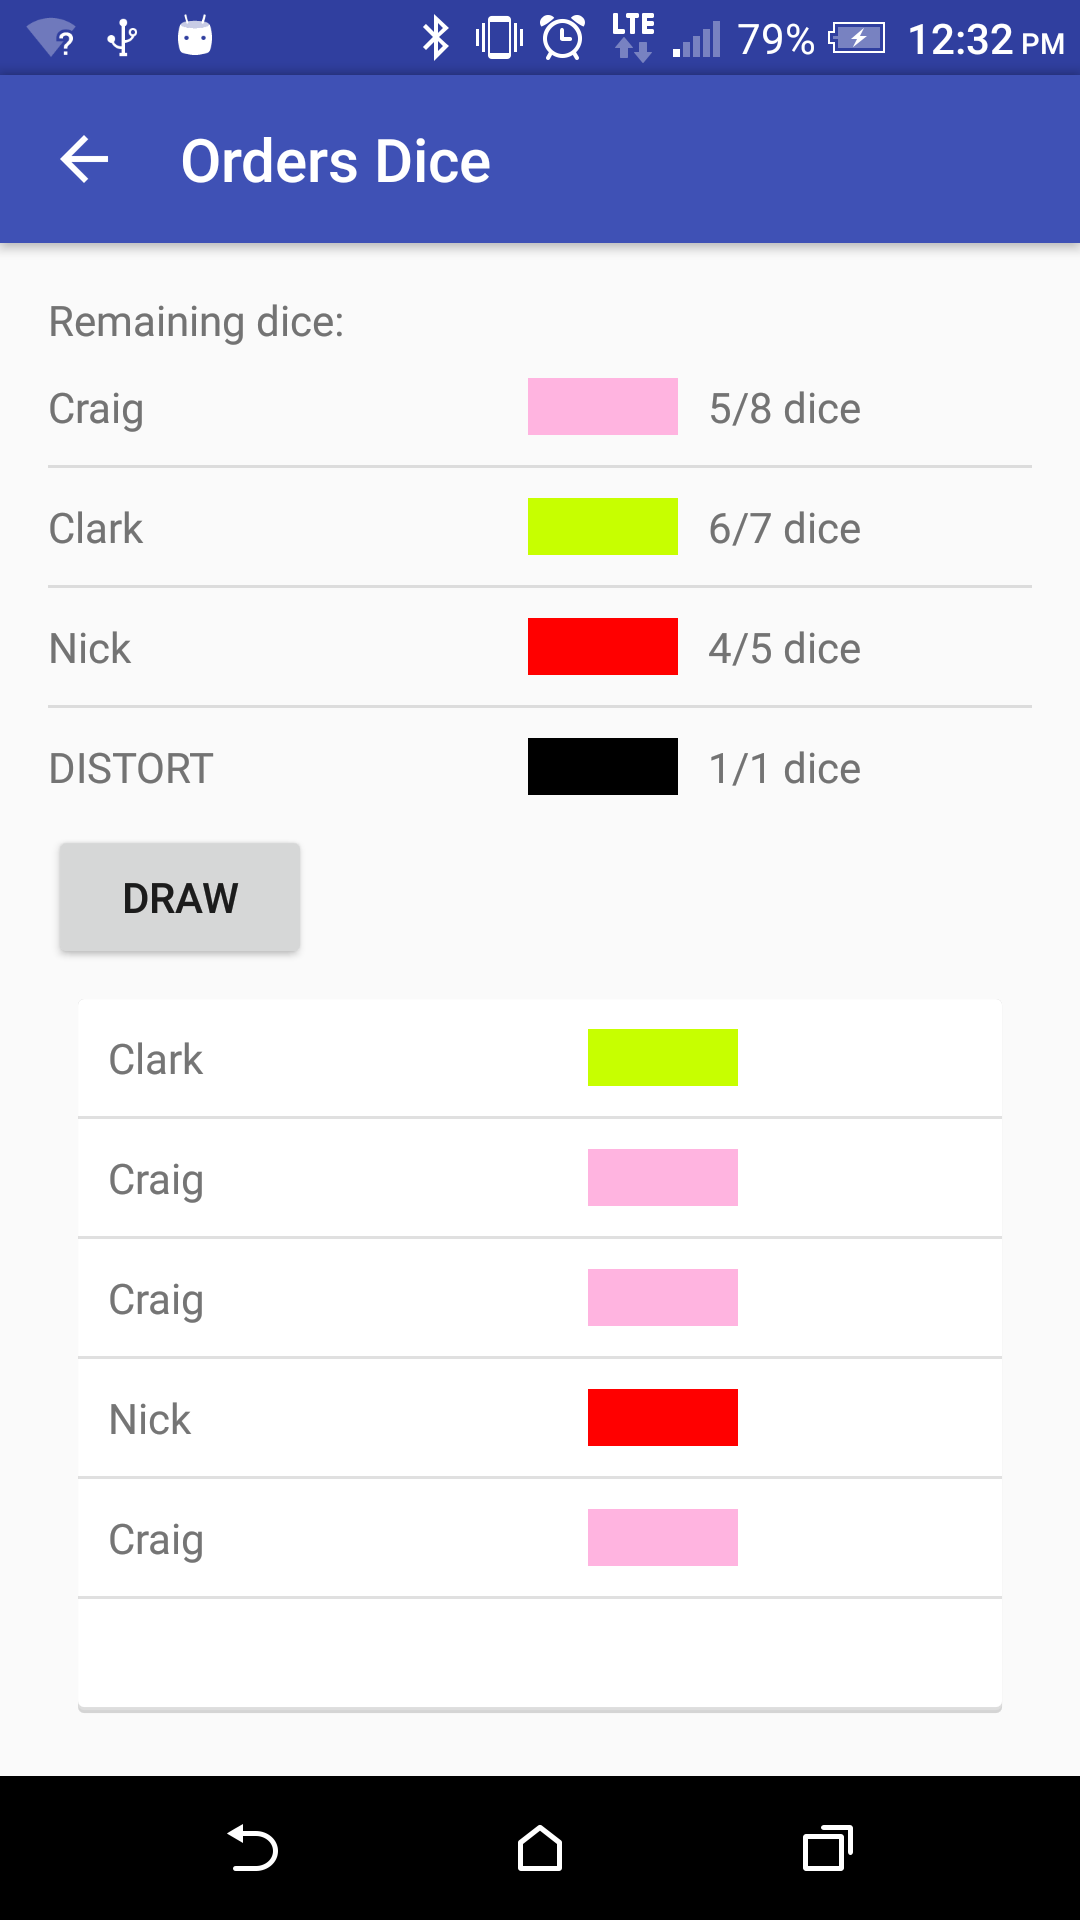 ? LTE 79% 12:32 PM
Orders Dice
Remaining dice:
Craig 5/8 dice
Clark 6/7 dice
Nick 4/5 dice
DISTORT 1/1 dice
DRAW
Clark
Craig
Craig
Nick
Craig